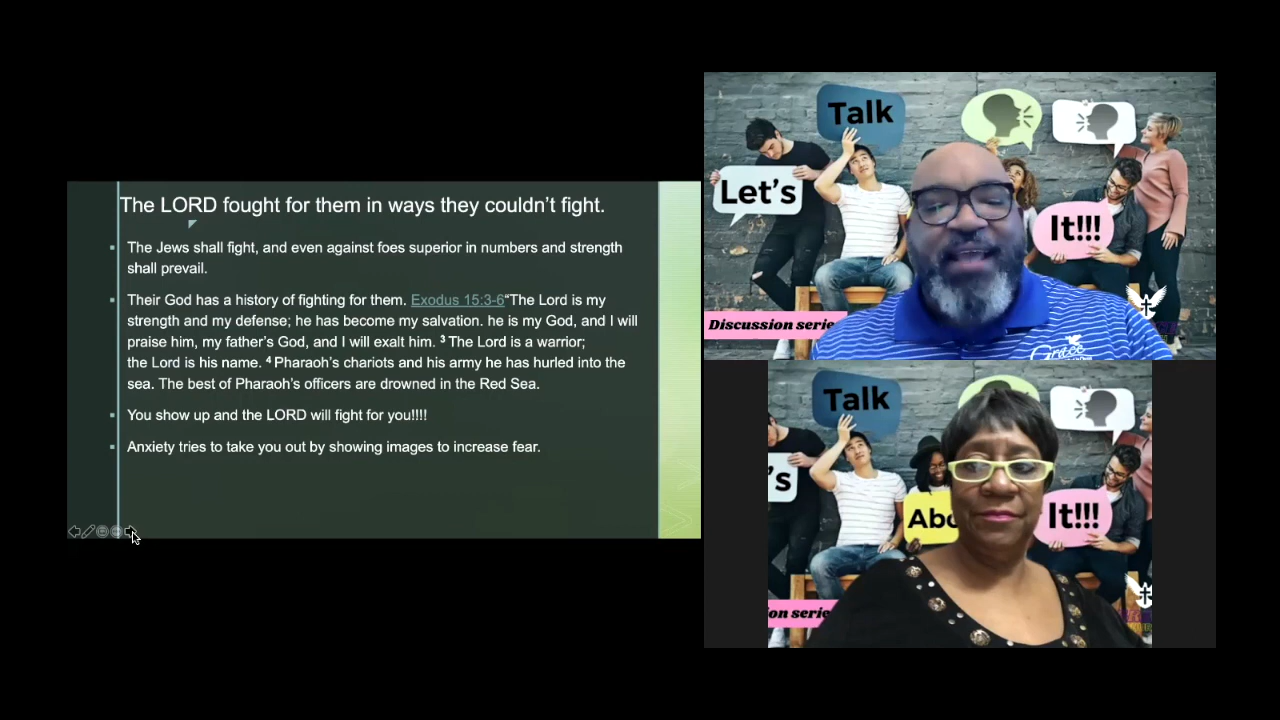 The LORD fought for them in ways they couldn't fight.
The Jews shall fight, and even against foes superior in numbers and strength
shall prevail.
Their God has a history of fighting for them. Exodus 15:3-6“The Lord is my
strength and my defense; he has become my salvation. he is my God, and I will
praise him, my father's God, and I will exalt him. ³ The Lord is a warrior;
the Lord is his name. ⁴ Pharaoh's chariots and his army he has hurled into the
sea. The best of Pharaoh's officers are drowned in the Red Sea.
You show up and the LORD will fight for you!!!!
Anxiety tries to take you out by showing images to increase fear.
Talk
Let's
It!!!
Discussion serie
Grace
Talk
's
Abo
It!!!
ion serie